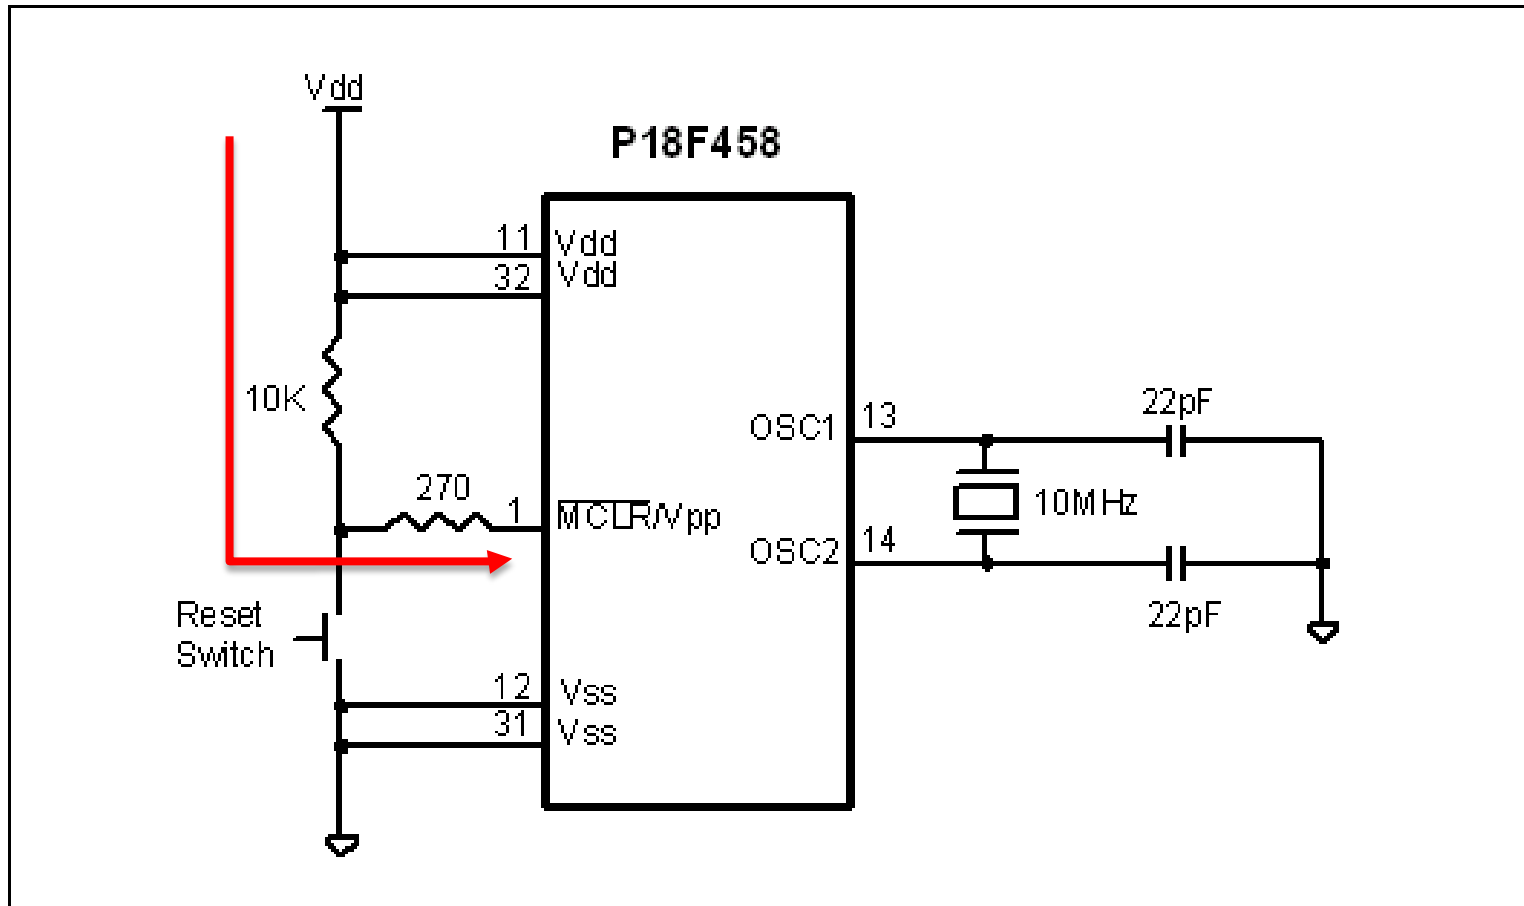 Vdd
P18F458
11 Vdd
32 Vdd
10K
270
1 MCLR/Vpp
Reset
Switch
12 Vss
31 Vss
OSC1 13
OSC2 14
22pF
10MHz
22pF